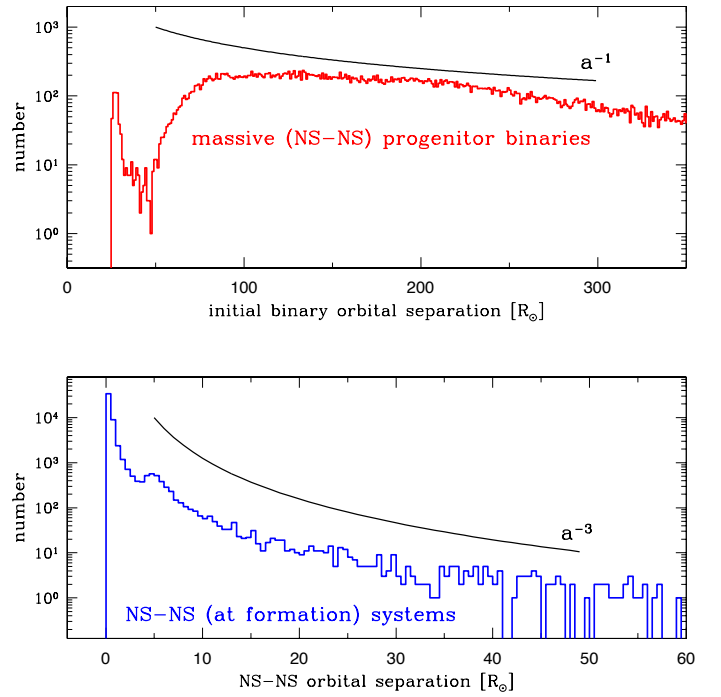 10³
10²
10¹
10⁰
number
a⁻¹
massive (NS−NS) progenitor binaries
0 100 200 300
initial binary orbital separation [R☉]
10⁴
10³
10²
10¹
10⁰
number
a⁻³
NS−NS (at formation) systems
0 10 20 30 40 50 60
NS−NS orbital separation [R☉]